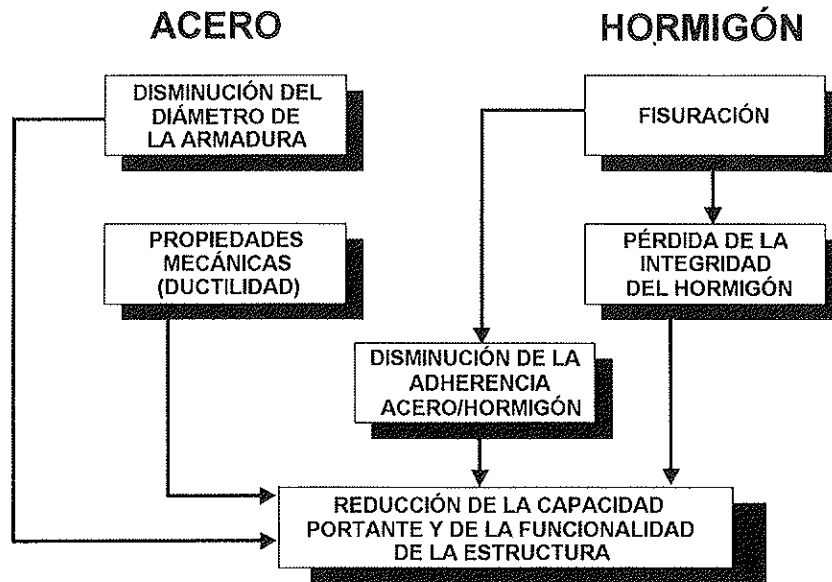 ACERO
HORMIGÓN
DISMINUCIÓN DEL
DIÁMETRO DE
LA ARMADURA
FISURACIÓN
PROPIEDADES
MECÁNICAS
(DUCTILIDAD)
PÉRDIDA DE LA
INTEGRIDAD
DEL HORMIGÓN
DISMINUCIÓN DE LA
ADHERENCIA
ACERO/HORMIGÓN
REDUCCIÓN DE LA CAPACIDAD
PORTANTE Y DE LA FUNCIONALIDAD
DE LA ESTRUCTURA